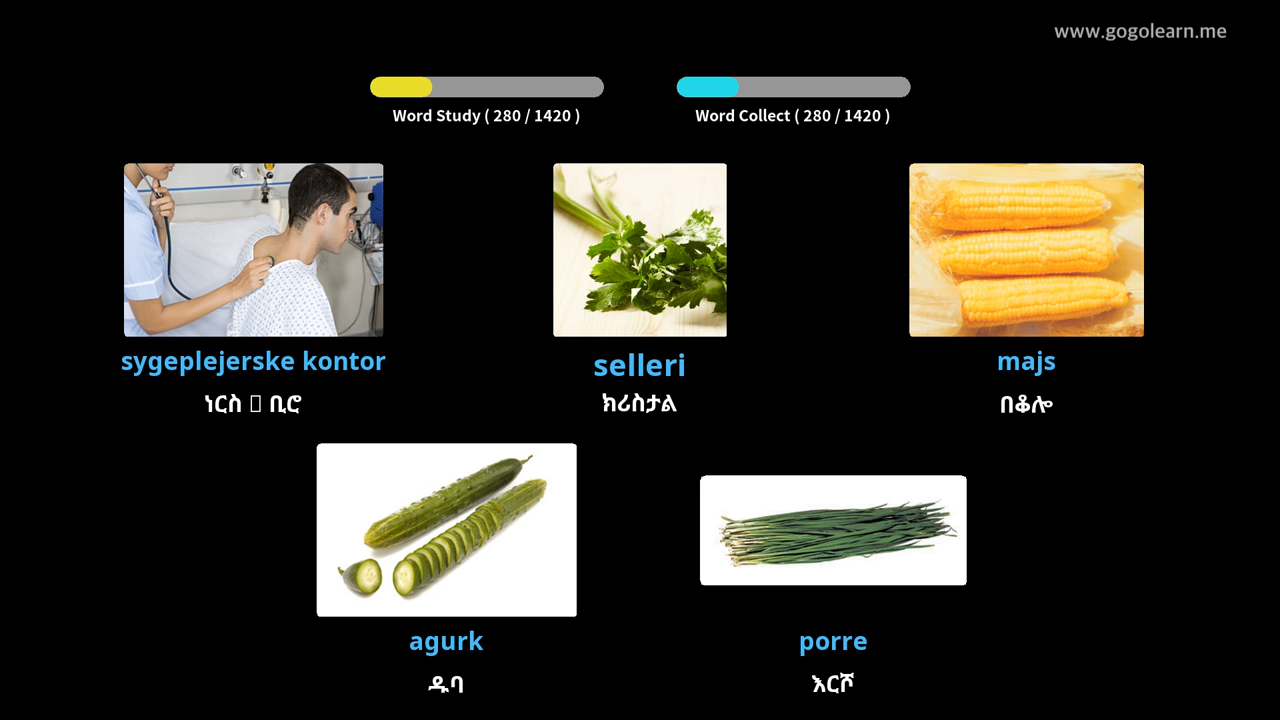 www.gogolearn.me
Word Study ( 280 / 1420 )
Word Collect ( 280 / 1420 )
sygeplejerske kontor
selleri
majs
ነርስ ቢሮ
ክሪስታል
በቆሎ
agurk
porre
ዱባ
እርሾ